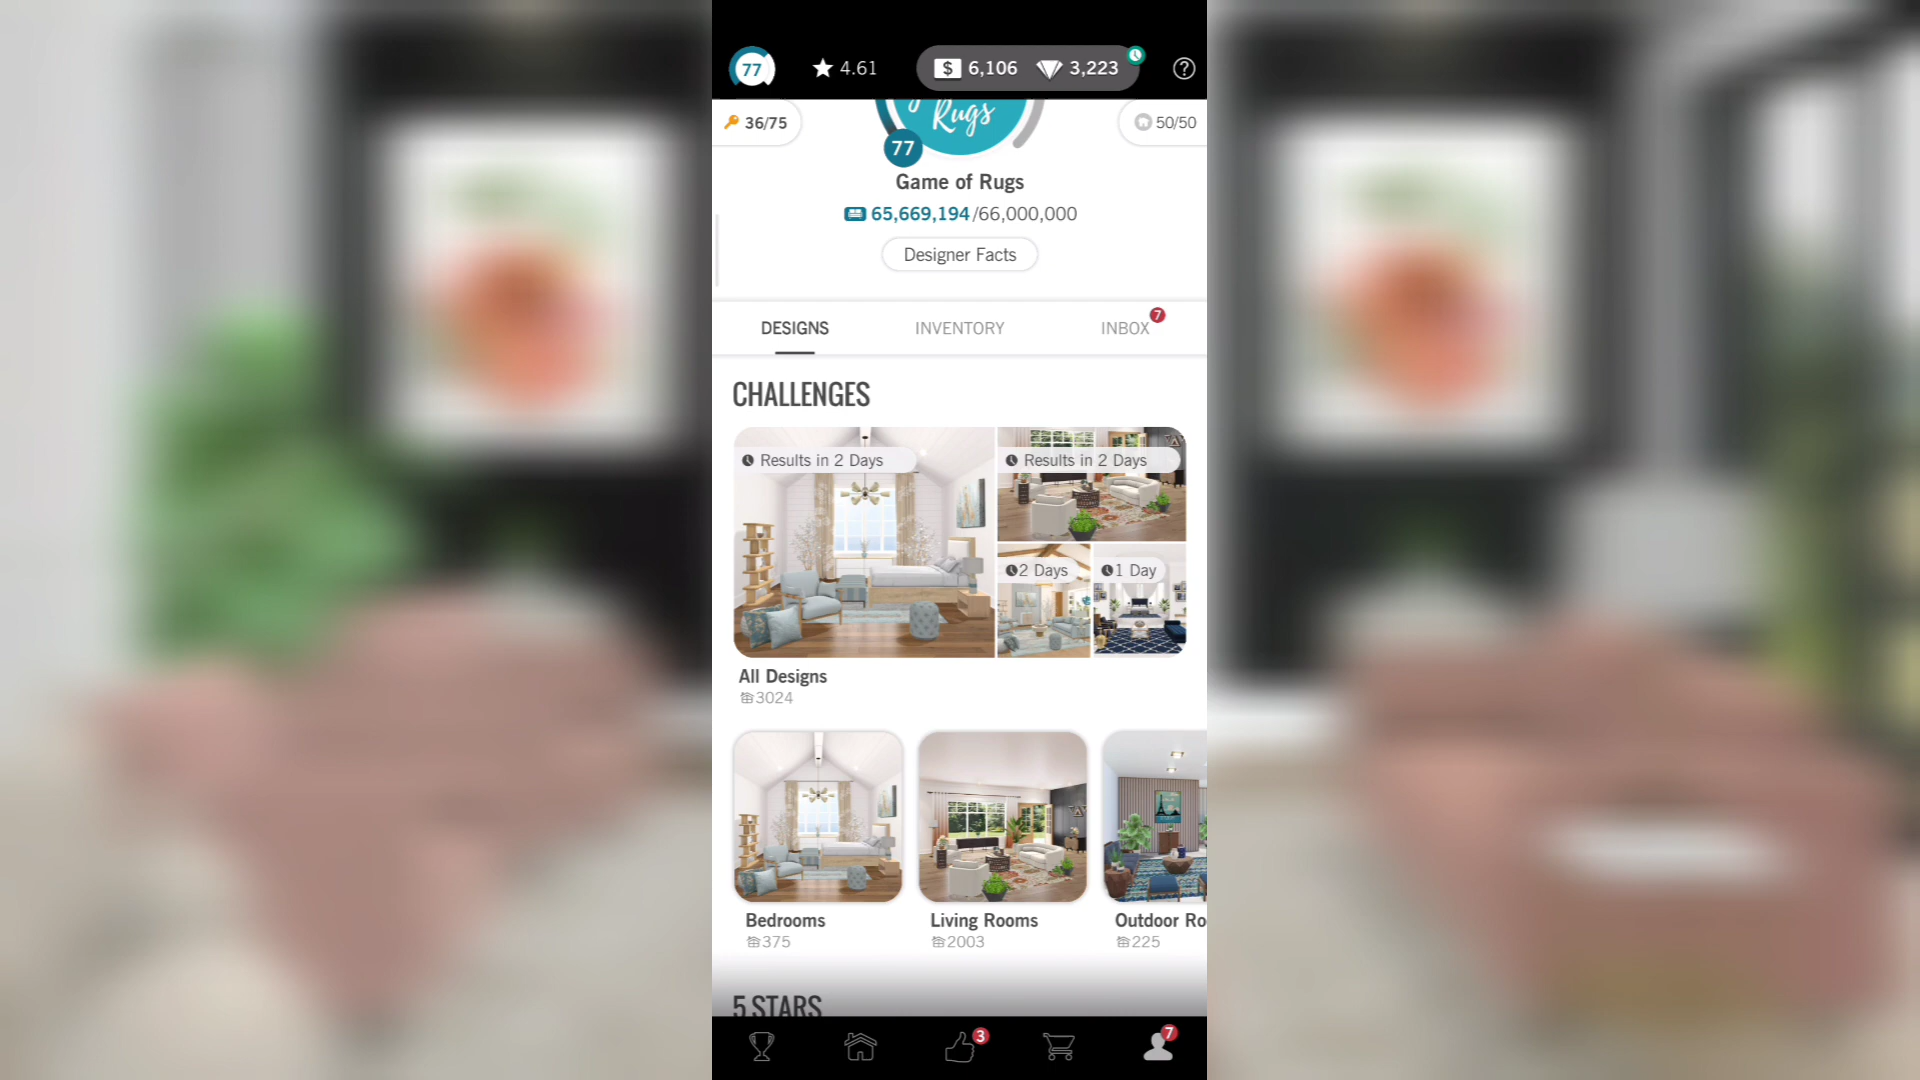 77
4.61
$ 6,106
3,223
?
36/75
Rugs
77
50/50
Game of Rugs
65,669,194/66,000,000
Designer Facts
DESIGNS
INVENTORY
INBOX
7
CHALLENGES
Results in 2 Days
Results in 2 Days
2 Days
1 Day
All Designs
3024
Bedrooms
375
Living Rooms
2003
Outdoor Ro
225
5 STARS
3
7